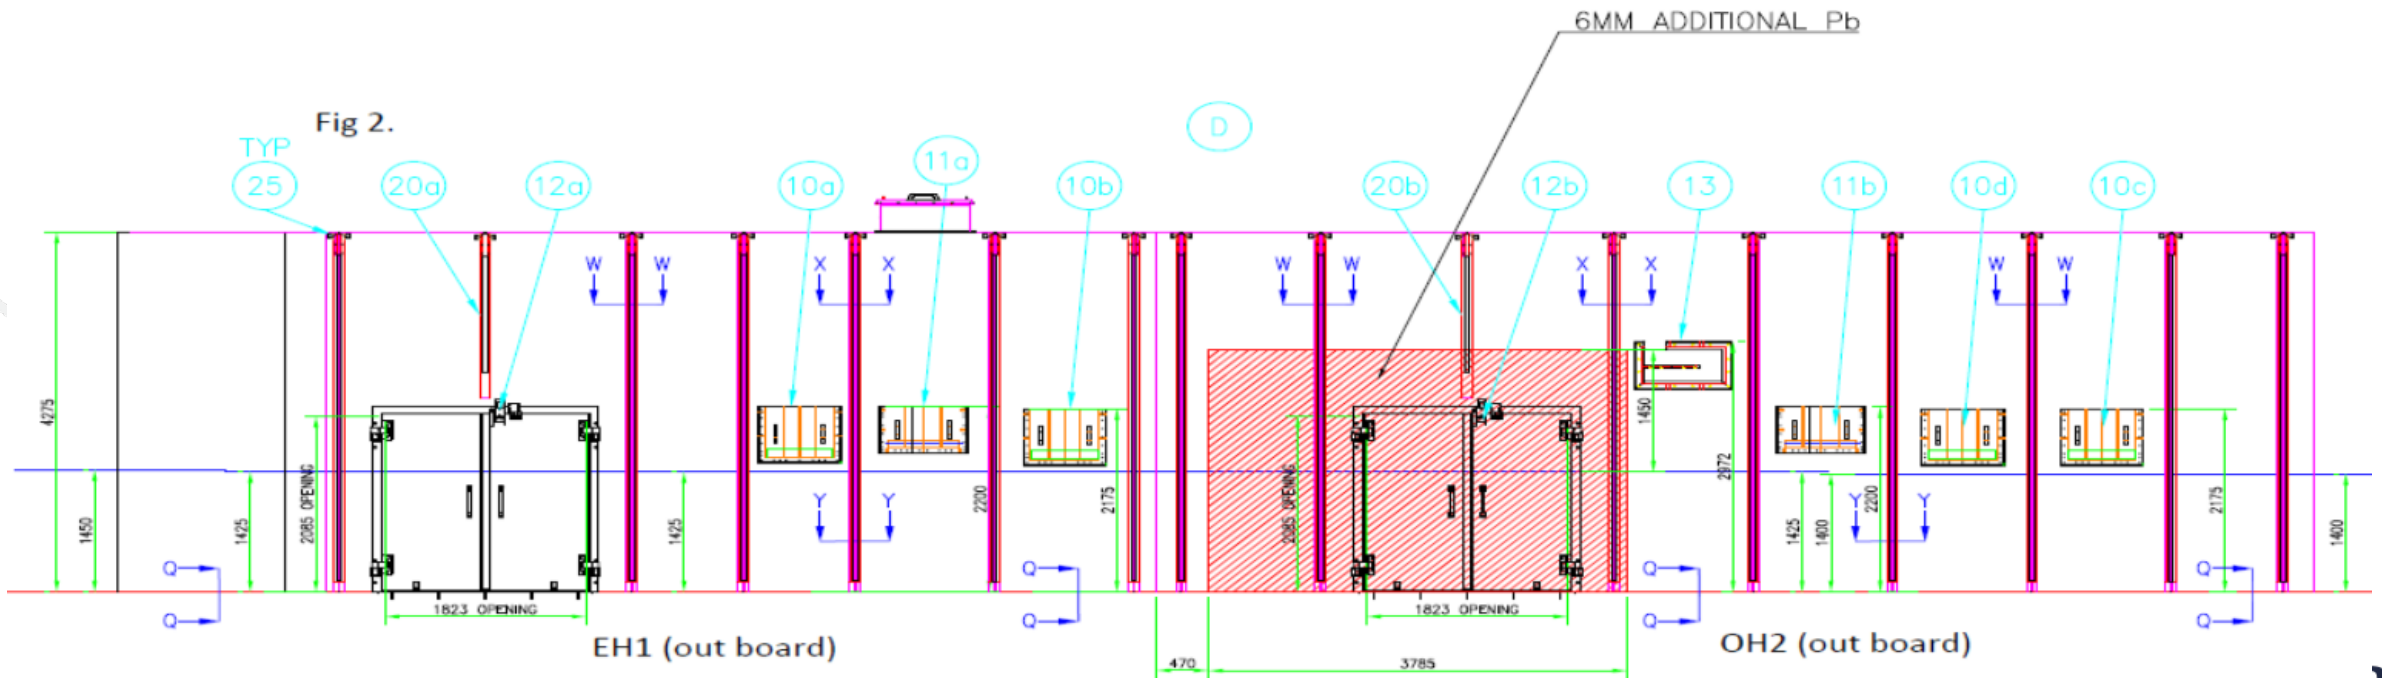 6MM ADDITIONAL Pb
Fig 2.
D
TYP
25
20a
12a
10a
11a
10b
20b
12b
13
11b
10d
10c
W W
X X
W W
X X
W W
4275
1450
1425
2085 OPENING
1425
Y Y
2200
2175
2085 OPENING
1450
2972
1425
1400
2200
Y Y
2175
1400
Q
Q
Q
Q
Q
Q
Q
Q
1823 OPENING
1823 OPENING
EH1 (out board)
OH2 (out board)
470
3785